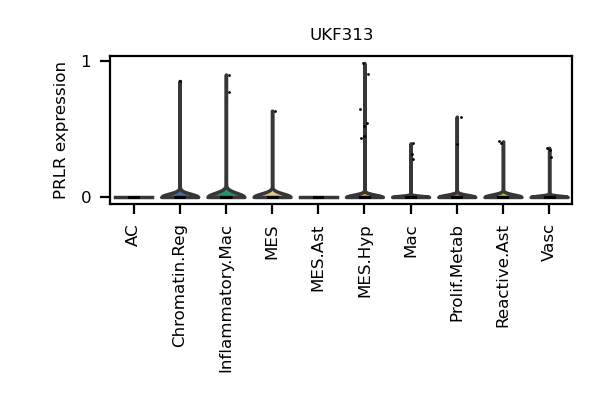 UKF313
PRLR expression
1
0
AC
Chromatin.Reg
Inflammatory.Mac
MES
MES.Ast
MES.Hyp
Mac
Prolif.Metab
Reactive.Ast
Vasc